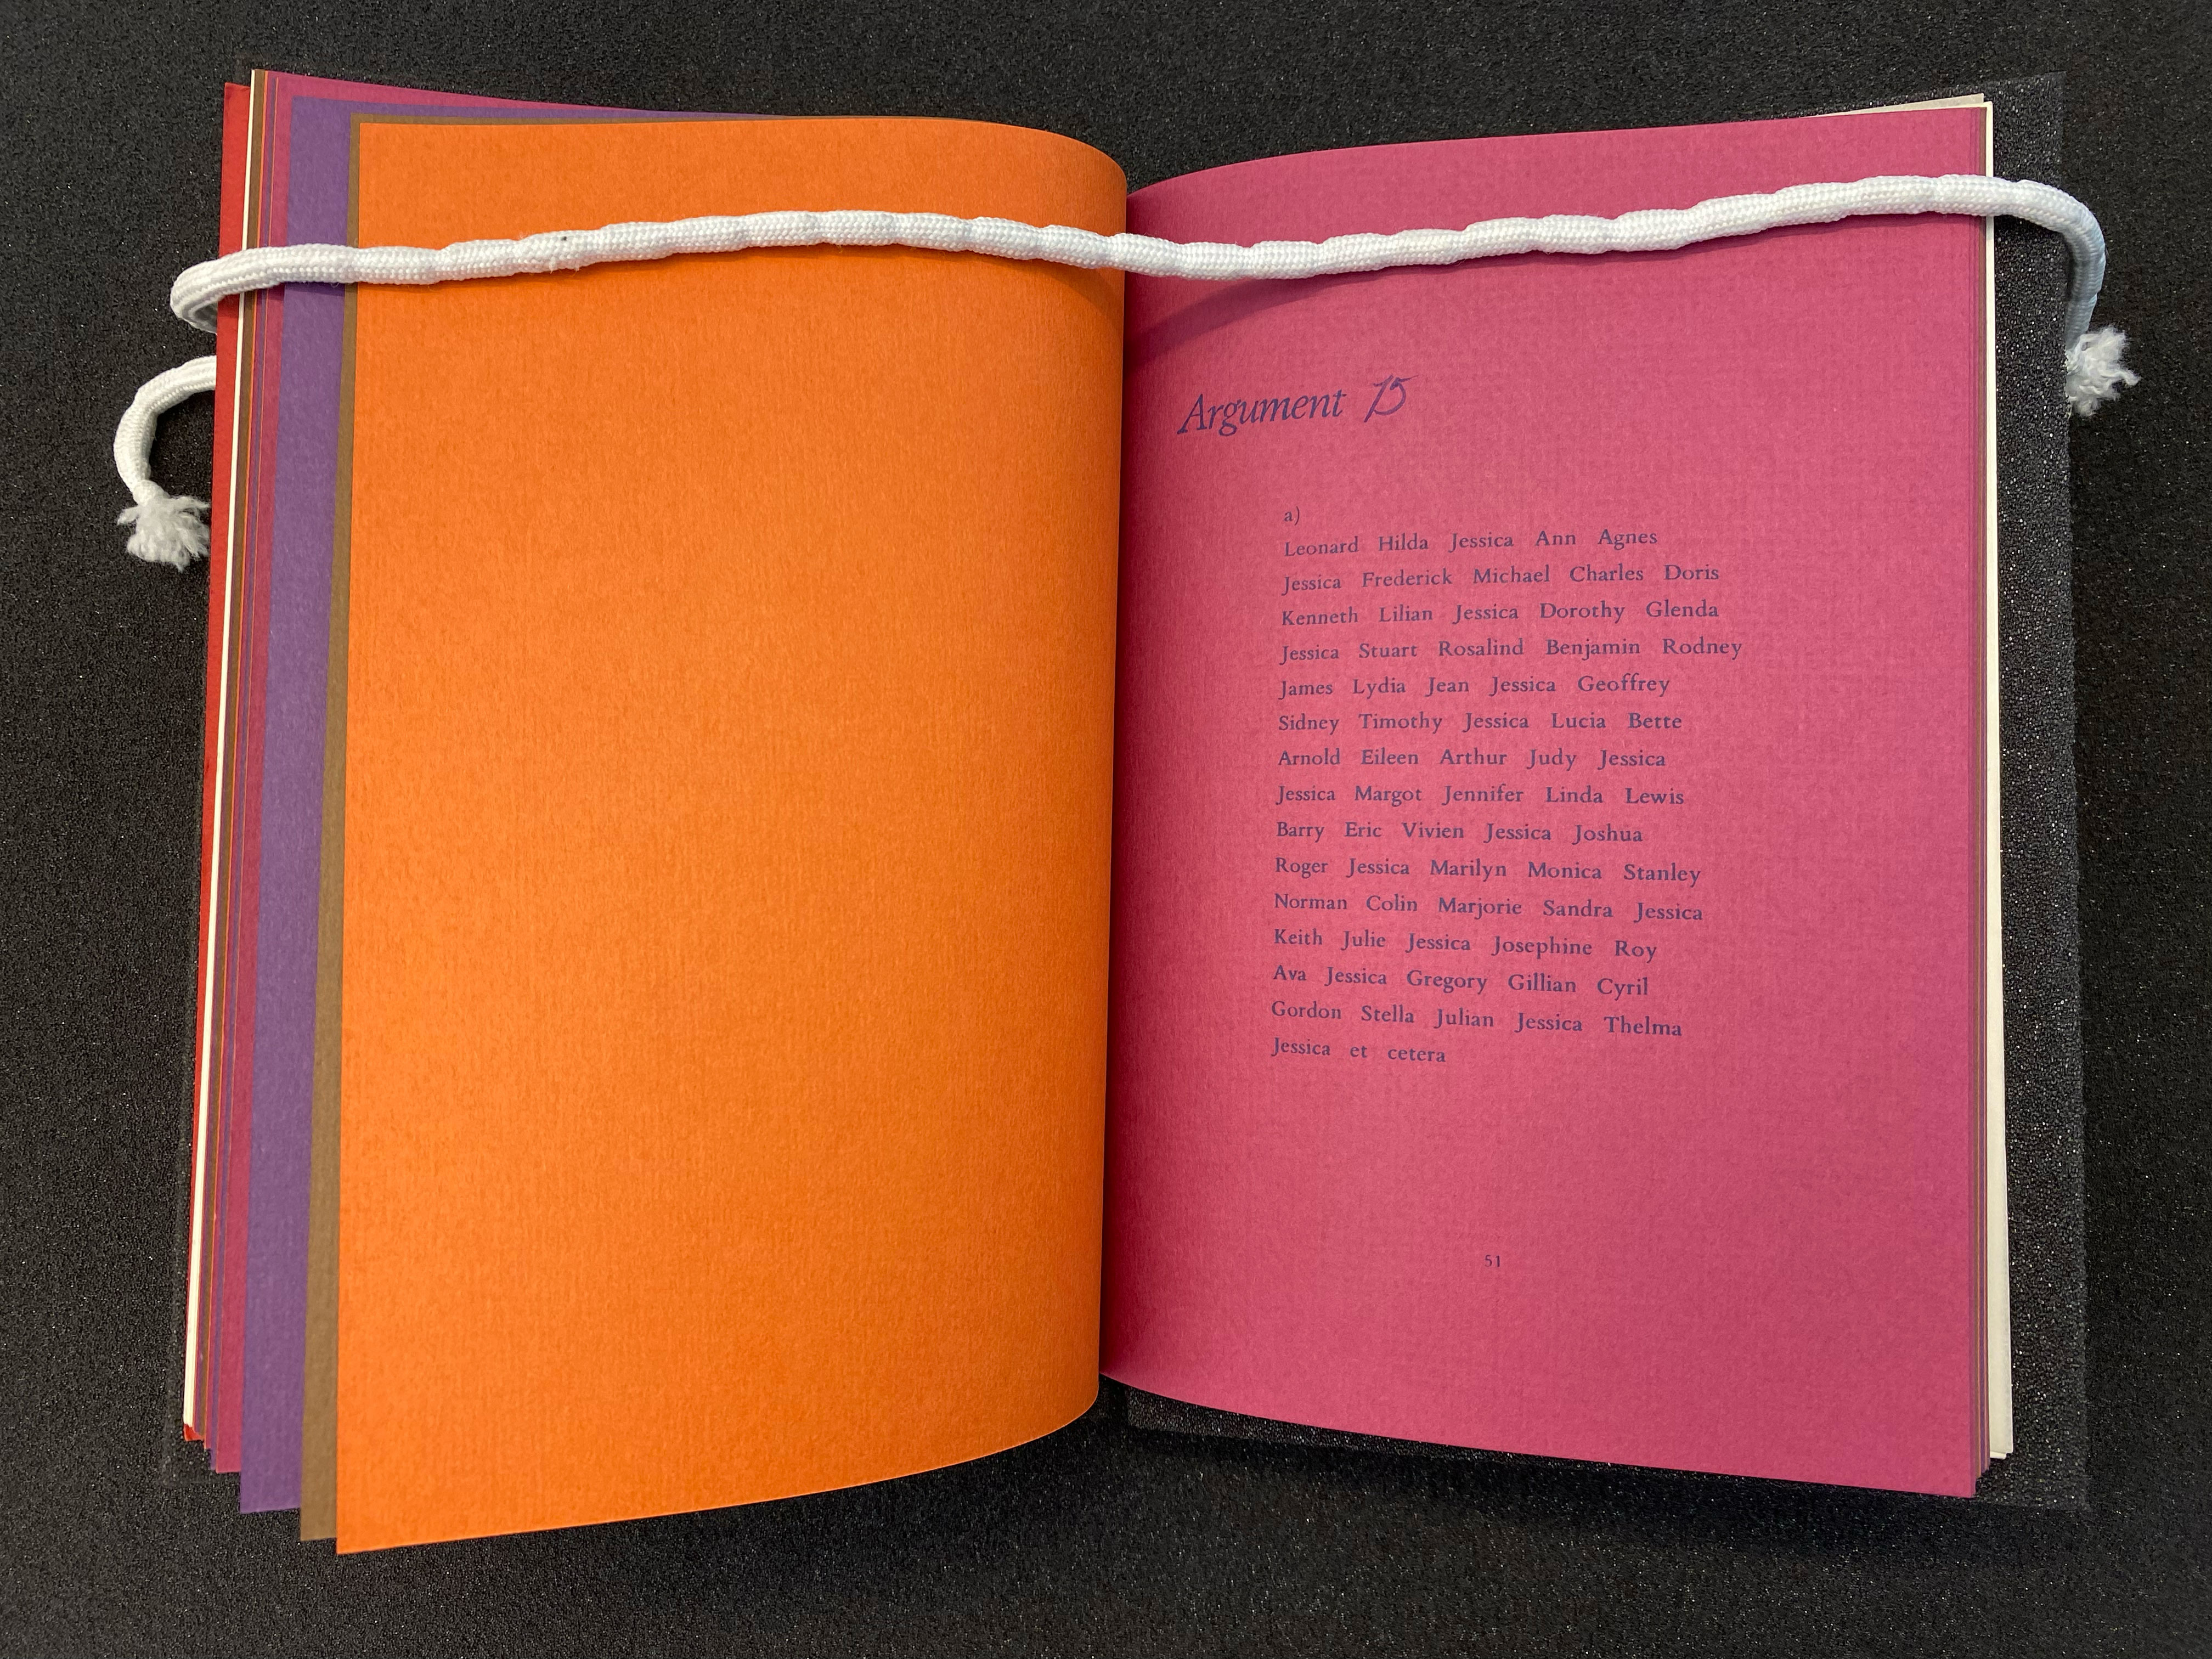 Argument 15
a)
Leonard Hilda Jessica Ann Agnes
Jessica Frederick Michael Charles Doris
Kenneth Lilian Jessica Dorothy Glenda
Jessica Stuart Rosalind Benjamin Rodney
James Lydia Jean Jessica Geoffrey
Sidney Timothy Jessica Lucia Bette
Arnold Eileen Arthur Judy Jessica
Jessica Margot Jennifer Linda Lewis
Barry Eric Vivien Jessica Joshua
Roger Jessica Marilyn Monica Stanley
Norman Colin Marjorie Sandra Jessica
Keith Julie Jessica Josephine Roy
Ava Jessica Gregory Gillian Cyril
Gordon Stella Julian Jessica Thelma
Jessica et cetera
51